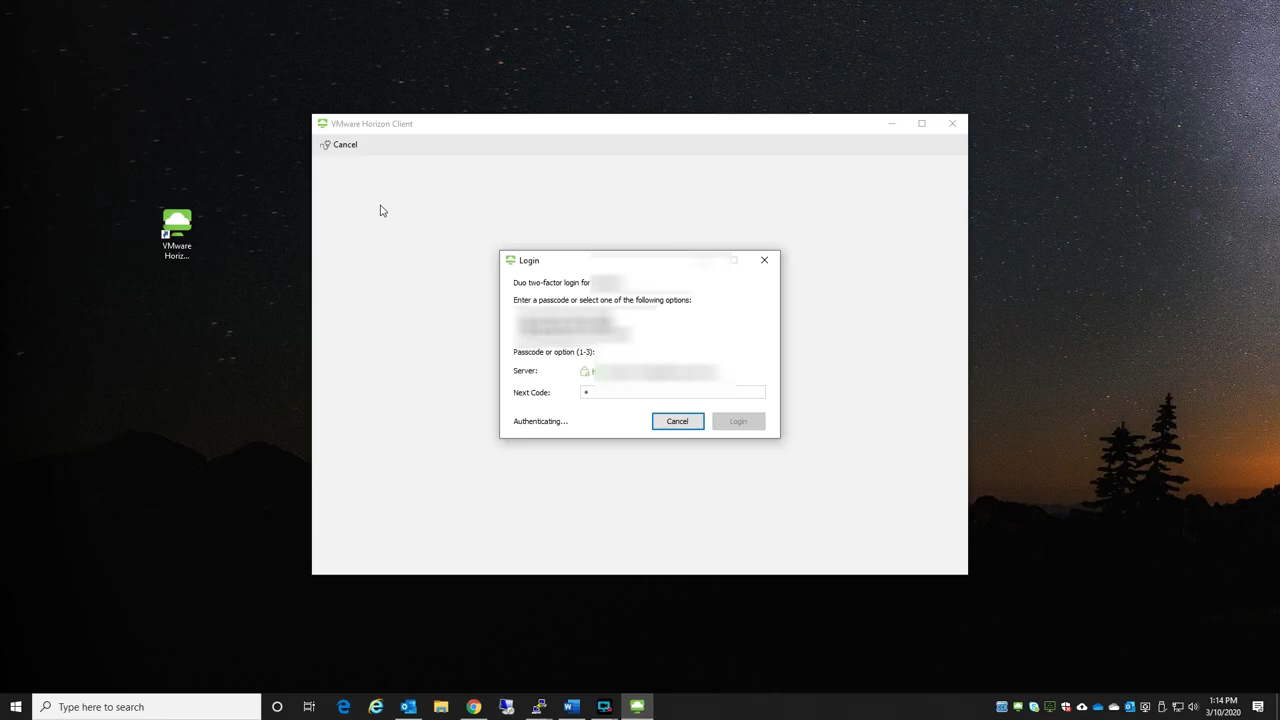 VMware Horizon Client
Cancel
VMware
Horiz...
Login
Duo two-factor login for
Enter a passcode or select one of the following options:
Passcode or option (1-3):
Server:
Next Code:
Authenticating...
Cancel
Login
Type here to search
1:14 PM
3/10/2020